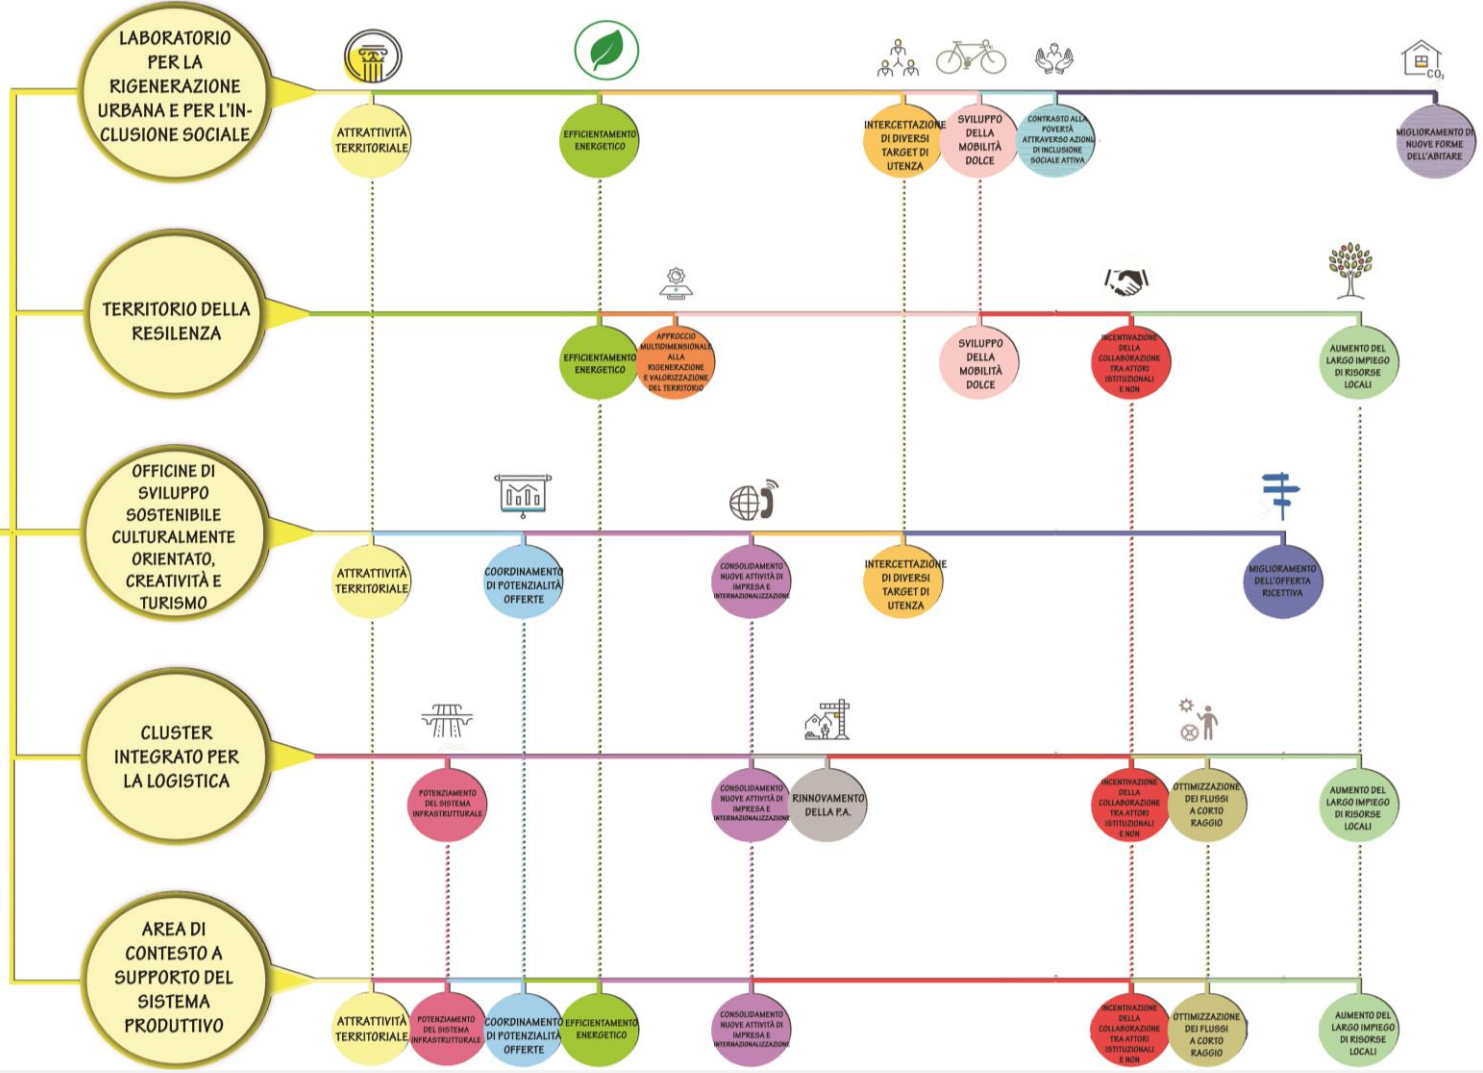 LABORATORIO
PER LA
RIGENERAZIONE
URBANA E PER L'IN-
CLUSIONE SOCIALE
ATTRATTIVITÀ
TERRITORIALE
EFFICIENTAMENTO
ENERGETICO
INTERCETTAZIONE
DI DIVERSI
TARGET DI
UTENZA
SVILUPPO
DELLA
MOBILITÀ
DOLCE
CONTRASTO ALLA
POVERTÀ
ATTRAVERSO AZIONI
DI INCLUSIONE
SOCIALE ATTIVA
CO2
MIGLIORAMENTO DI
NUOVE FORME
DELL'ABITARE
TERRITORIO DELLA
RESILENZA
EFFICIENTAMENTO
ENERGETICO
APPROCCIO
MULTIDIMENSIONALE
ALLA
RIGENERAZIONE
E VALORIZZAZIONE
DEL TERRITORIO
SVILUPPO
DELLA
MOBILITÀ
DOLCE
INCENTIVAZIONE
DELLA
COLLABORAZIONE
TRA ATTORI
ISTITUZIONALI
E NON
AUMENTO DEL
LARGO IMPIEGO
DI RISORSE
LOCALI
OFFICINE DI
SVILUPPO
SOSTENIBILE
CULTURALMENTE
ORIENTATO,
CREATIVITÀ E
TURISMO
ATTRATTIVITÀ
TERRITORIALE
COORDINAMENTO
DI POTENZIALITÀ
OFFERTE
CONSOLIDAMENTO
NUOVE ATTIVITÀ DI
IMPRESA E
INTERNAZIONALIZZAZIONE
INTERCETTAZIONE
DI DIVERSI
TARGET DI
UTENZA
MIGLIORAMENTO
DELL'OFFERTA
RICETTIVA
CLUSTER
INTEGRATO PER
LA LOGISTICA
POTENZIAMENTO
DEL SISTEMA
INFRASTRUTTURALE
CONSOLIDAMENTO
NUOVE ATTIVITÀ DI
IMPRESA E
INTERNAZIONALIZZAZIONE
RINNOVAMENTO
DELLA P.A.
INCENTIVAZIONE
DELLA
COLLABORAZIONE
TRA ATTORI
ISTITUZIONALI
E NON
OTTIMIZZAZIONE
DEI FLUSSI
A CORTO
RAGGIO
AUMENTO DEL
LARGO IMPIEGO
DI RISORSE
LOCALI
AREA DI
CONTESTO A
SUPPORTO DEL
SISTEMA
PRODUTTIVO
ATTRATTIVITÀ
TERRITORIALE
POTENZIAMENTO
DEL SISTEMA
INFRASTRUTTURALE
COORDINAMENTO
DI POTENZIALITÀ
OFFERTE
EFFICIENTAMENTO
ENERGETICO
CONSOLIDAMENTO
NUOVE ATTIVITÀ DI
IMPRESA E
INTERNAZIONALIZZAZIONE
INCENTIVAZIONE
DELLA
COLLABORAZIONE
TRA ATTORI
ISTITUZIONALI
E NON
OTTIMIZZAZIONE
DEI FLUSSI
A CORTO
RAGGIO
AUMENTO DEL
LARGO IMPIEGO
DI RISORSE
LOCALI